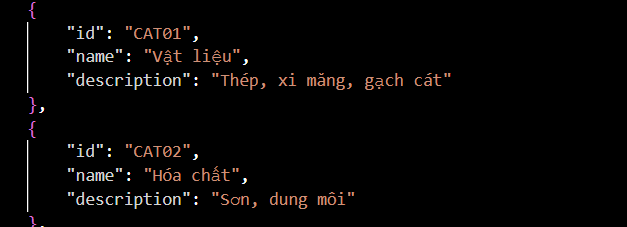 {
"id": "CAT01",
"name": "Vật liệu",
"description": "Thép, xi măng, gạch cát"
},
{
"id": "CAT02",
"name": "Hóa chất",
"description": "Sơn, dung môi"
},